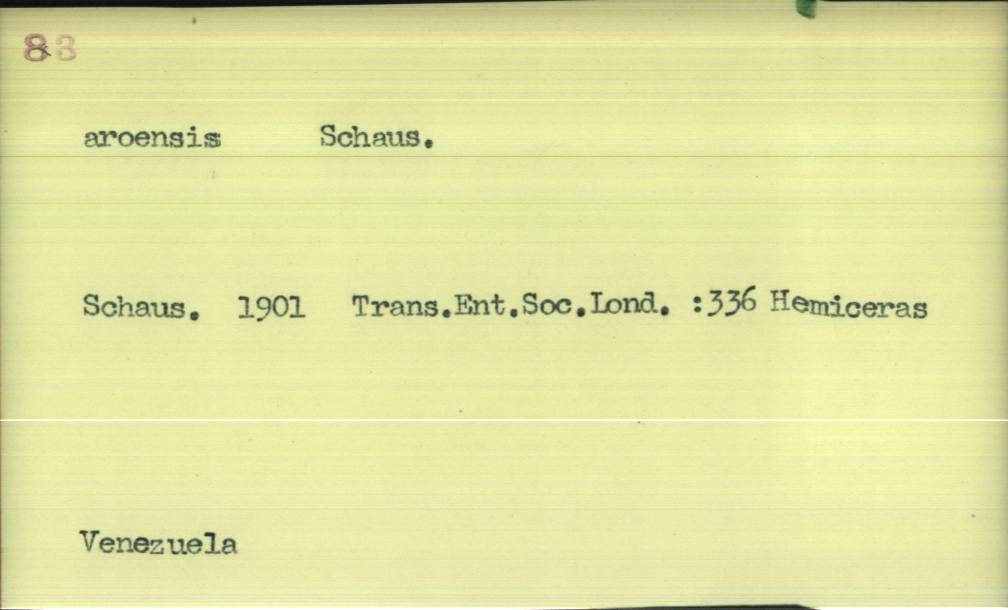 83
aroensis Schaus.
Schaus. 1901 Trans.Ent.Soc.Lond. :336 Hemiceras
Venezuela